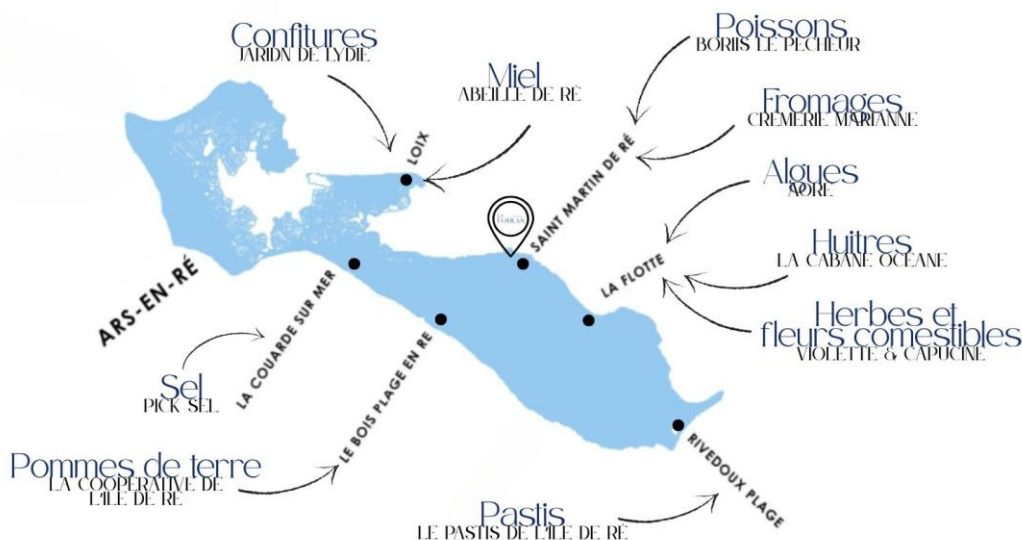 Confitures
JARIDN DE LYDIE
Miel
ABEILLE DE RÉ
Poissons
BORIIS LE PECHEUR
Fromages
CREMERIE MARIANNE
Algues
Huitres
LA CABANE OCEANE
Herbes et
fleurs comestibles
VIOLETTE & CAPUCINE
LOIX
SAINT MARTIN DE RÉ
LA FLOTTE
ARS-EN-RÉ
LA COUARDE SUR MER
LE BOIS PLAGE EN RE
RIVEDOUX PLAGE
Sel
PICK SEL
Pommes de terre
LA COOPERATIVE DE
L'ILE DE RE
Pastis
LE PASTIS DE L'ILE DE RÉ